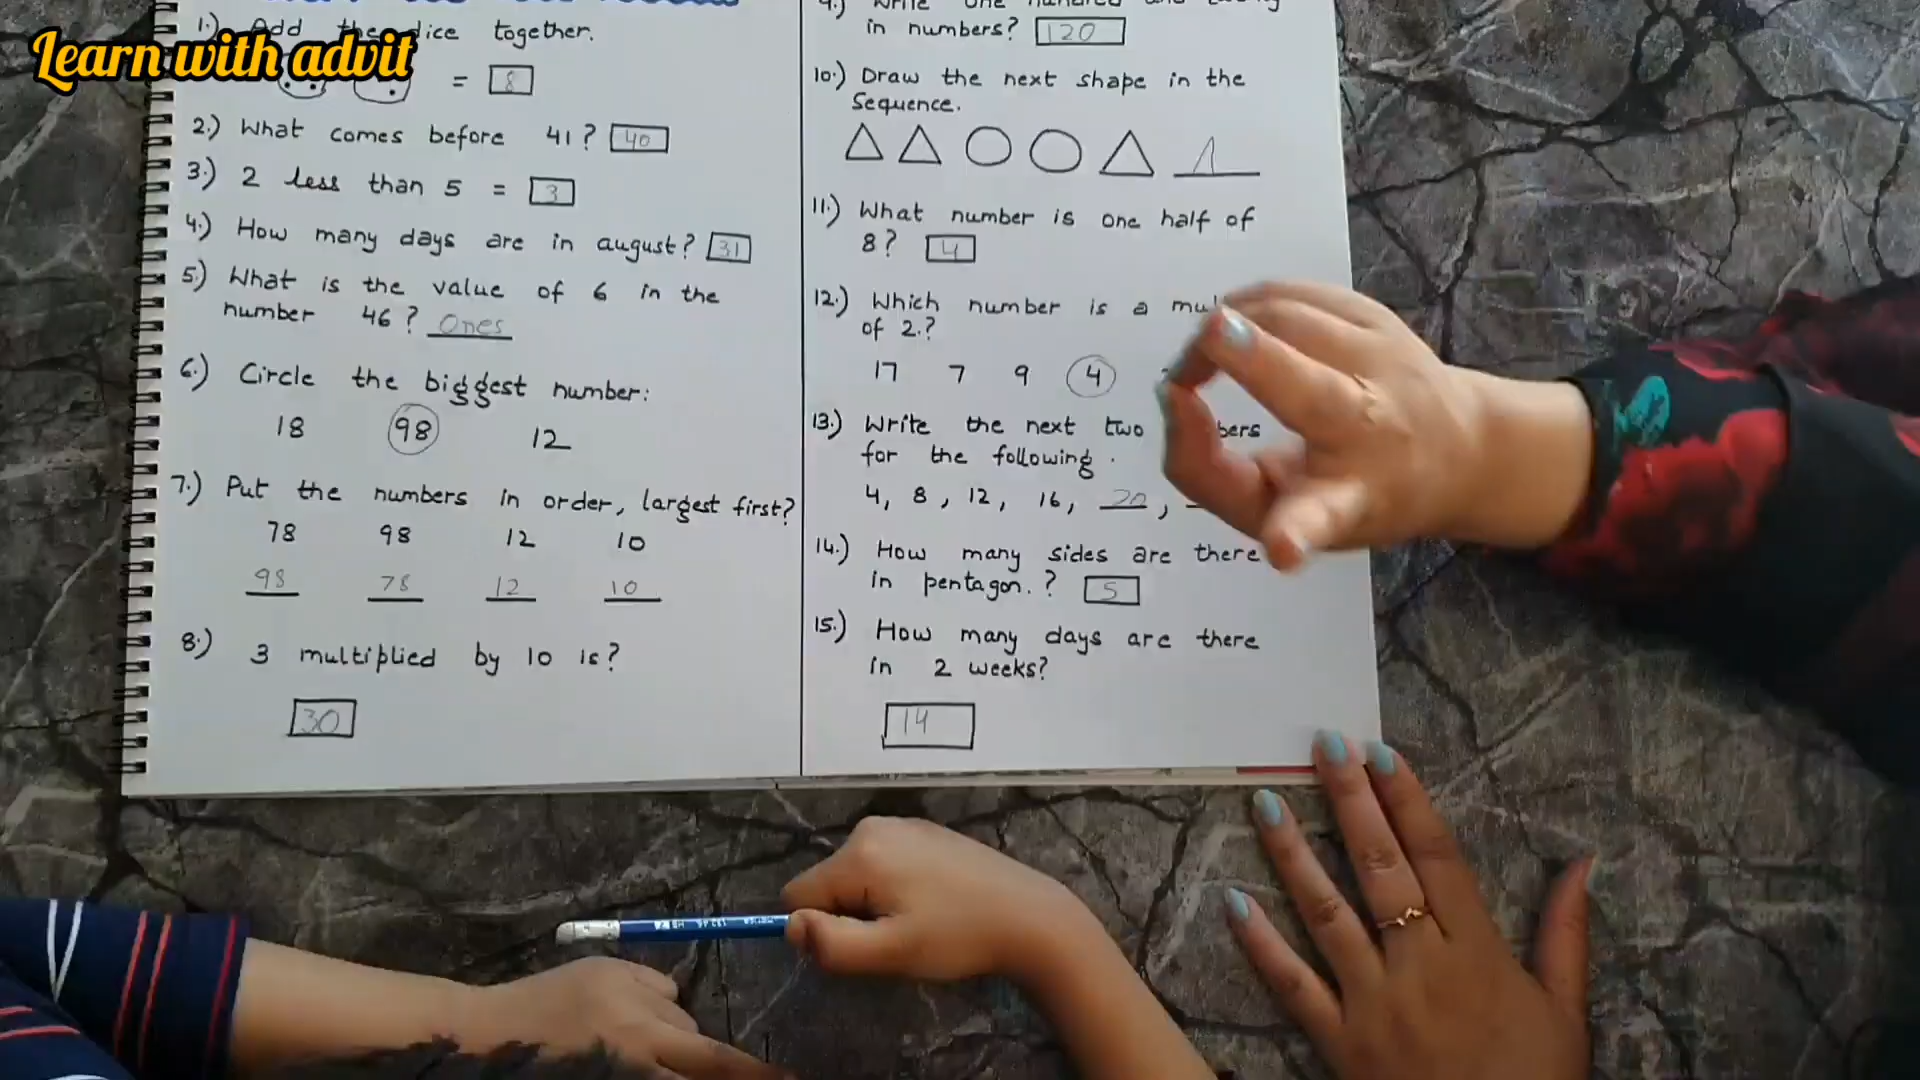 Learn with advit
1.) Add the dice together.
= 8
2.) What comes before 41? 40
3.) 2 less than 5 = 3
4.) How many days are in august? 31
5.) What is the value of 6 in the
number 46? Ones
6.) Circle the biggest number:
18 98 12
7.) Put the numbers in order, largest first?
78 98 12 10
98 78 12 10
8.) 3 multiplied by 10 is?
30
9.) Write one hundred and
in numbers? 120
10.) Draw the next shape in the
Sequence.
11.) What number is one half of
8? 4
12.) Which number is a
of 2.?
17 7 9 4
13.) Write the next two
for the following.
4, 8, 12, 16, 20,
14.) How many sides are there
in pentagon.? 5
15.) How many days are there
in 2 weeks?
14